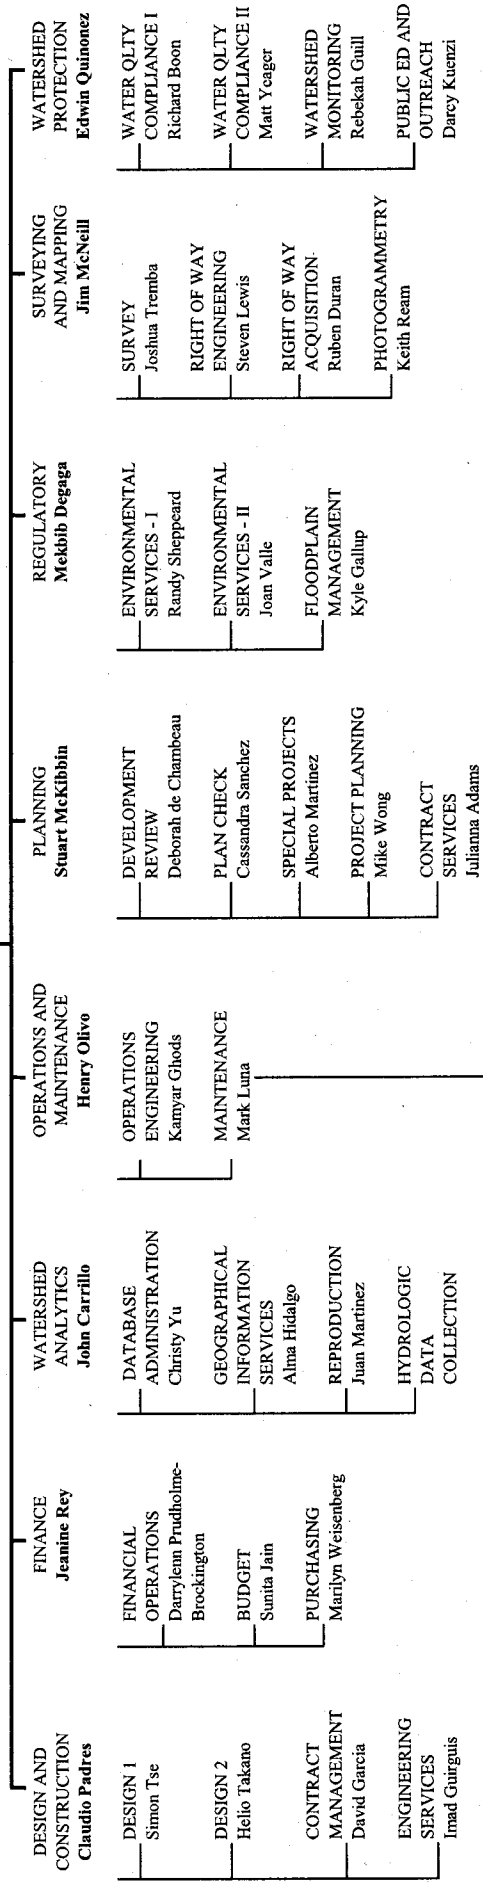 DESIGN AND
CONSTRUCTION
Claudio Padres
DESIGN 1
Simon Tse
DESIGN 2
Helio Takano
CONTRACT
MANAGEMENT
David Garcia
ENGINEERING
SERVICES
Imad Guirguis
FINANCE
Jeanine Rey
FINANCIAL
OPERATIONS
Darrylenn Prudholme-
Brockington
BUDGET
Sunita Jain
PURCHASING
Marilyn Weisenberg
WATERSHED
ANALYTICS
John Carrillo
DATABASE
ADMINISTRATION
Christy Yu
GEOGRAPHICAL
INFORMATION
SERVICES
Alma Hidalgo
REPRODUCTION
Juan Martinez
HYDROLOGIC
DATA
COLLECTION
OPERATIONS AND
MAINTENANCE
Henry Olivo
OPERATIONS
ENGINEERING
Kamyar Ghods
MAINTENANCE
Mark Luna
PLANNING
Stuart McKibbin
DEVELOPMENT
REVIEW
Deborah de Chambeau
PLAN CHECK
Cassandra Sanchez
SPECIAL PROJECTS
Alberto Martinez
PROJECT PLANNING
Mike Wong
CONTRACT
SERVICES
Julianna Adams
REGULATORY
Mekbib Degaga
ENVIRONMENTAL
SERVICES - I
Randy Sheppeard
ENVIRONMENTAL
SERVICES - II
Joan Valle
FLOODPLAIN
MANAGEMENT
Kyle Gallup
SURVEYING
AND MAPPING
Jim McNeill
SURVEY
Joshua Tremba
RIGHT OF WAY
ENGINEERING
Steven Lewis
RIGHT OF WAY
ACQUISITION
Ruben Duran
PHOTOGRAMMETRY
Keith Ream
WATERSHED
PROTECTION
Edwin Quinonez
WATER QLTY
COMPLIANCE I
Richard Boon
WATER QLTY
COMPLIANCE II
Matt Yeager
WATERSHED
MONITORING
Rebekah Guill
PUBLIC ED AND
OUTREACH
Darcy Kuenzi